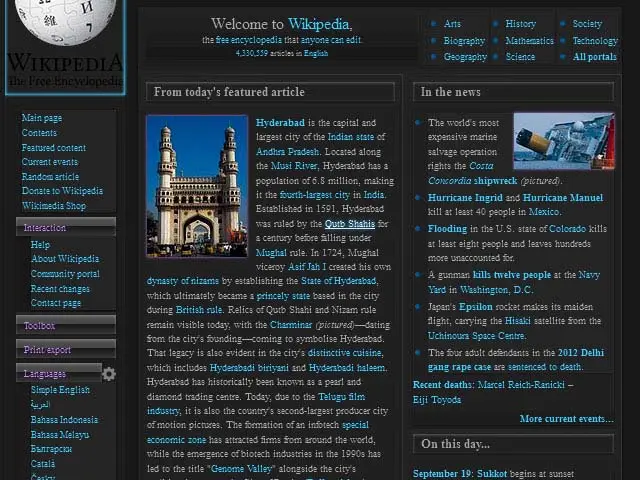 WIKIPEDIA
The Free Encyclopedia
Main page
Contents
Featured content
Current events
Random article
Donate to Wikipedia
Wikimedia Shop
Interaction
Help
About Wikipedia
Community portal
Recent changes
Contact page
Toolbox
Print export
Languages
Simple English
العربية
Bahasa Indonesia
Bahasa Melayu
Български
Català
Česky
Welcome to Wikipedia,
the free encyclopedia that anyone can edit.
4,330,559 articles in English
Arts
History
Society
Biography
Mathematics
Technology
Geography
Science
All portals
From today's featured article
Hyderabad is the capital and
largest city of the Indian state of
Andhra Pradesh. Located along
the Musi River, Hyderabad has a
population of 6.8 million, making
it the fourth-largest city in India.
Established in 1591, Hyderabad
was ruled by the Qutb Shahis for
a century before falling under
Mughal rule. In 1724, Mughal
viceroy Asif Jah I created his own
dynasty of nizams by establishing the State of Hyderabad,
which ultimately became a princely state based in the city
during British rule. Relics of Qutb Shahi and Nizam rule
remain visible today, with the Charminar (pictured)—dating
from the city's founding—coming to symbolise Hyderabad.
That legacy is also evident in the city's distinctive cuisine,
which includes Hyderabadi biriyani and Hyderabadi haleem.
Hyderabad has historically been known as a pearl and
diamond trading centre. Today, due to the Telugu film
industry, it is also the country's second-largest producer city
of motion pictures. The formation of an infotech special
economic zone has attracted firms from around the world,
while the emergence of biotech industries in the 1990s has
led to the title "Genome Valley" alongside the city's
In the news
The world's most
expensive marine
salvage operation
rights the Costa
Concordia shipwreck (pictured).
Hurricane Ingrid and Hurricane Manuel
kill at least 40 people in Mexico.
Flooding in the U.S. state of Colorado kills
at least eight people and leaves hundreds
more unaccounted for.
A gunman kills twelve people at the Navy
Yard in Washington, D.C.
Japan's Epsilon rocket makes its maiden
flight, carrying the Hisaki satellite from the
Uchinoura Space Centre.
The four adult defendants in the 2012 Delhi
gang rape case are sentenced to death.
Recent deaths: Marcel Reich-Ranicki –
Eiji Toyoda
More current events...
On this day...
September 19: Sukkot begins at sunset